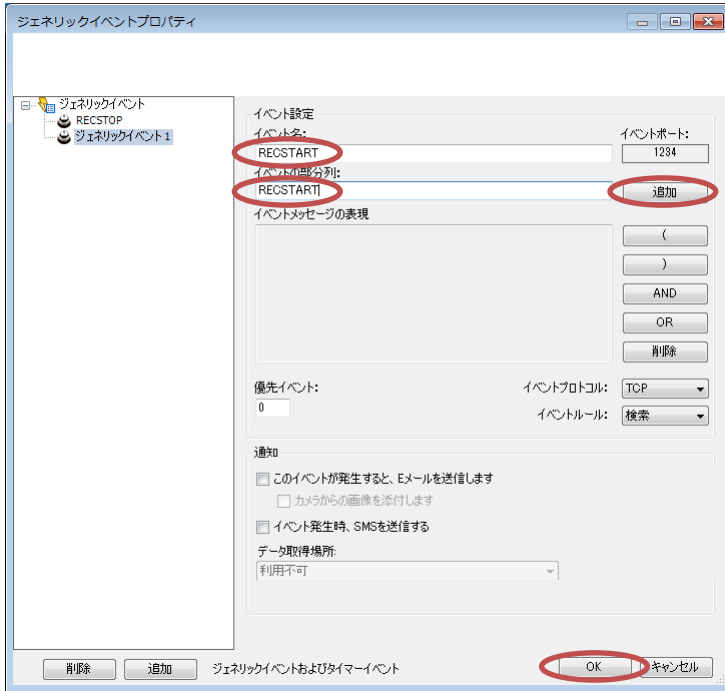 ジェネリックイベントプロパティ
ジェネリックイベント
RECSTOP
ジェネリックイベント 1
イベント設定
イベント名:
イベントポート:
RECSTART
1234
イベントの部分列:
RECSTART
追加
イベントメッセージの表現
(
)
AND
OR
削除
優先イベント:
イベントプロトコル:
TCP
0
イベントルール:
検索
通知
このイベントが発生すると、Eメールを送信します
カメラからの画像を添付します
イベント発生時、SMSを送信する
データ取得場所:
利用不可
削除
追加
ジェネリックイベントおよびタイマーイベント
OK
キャンセル